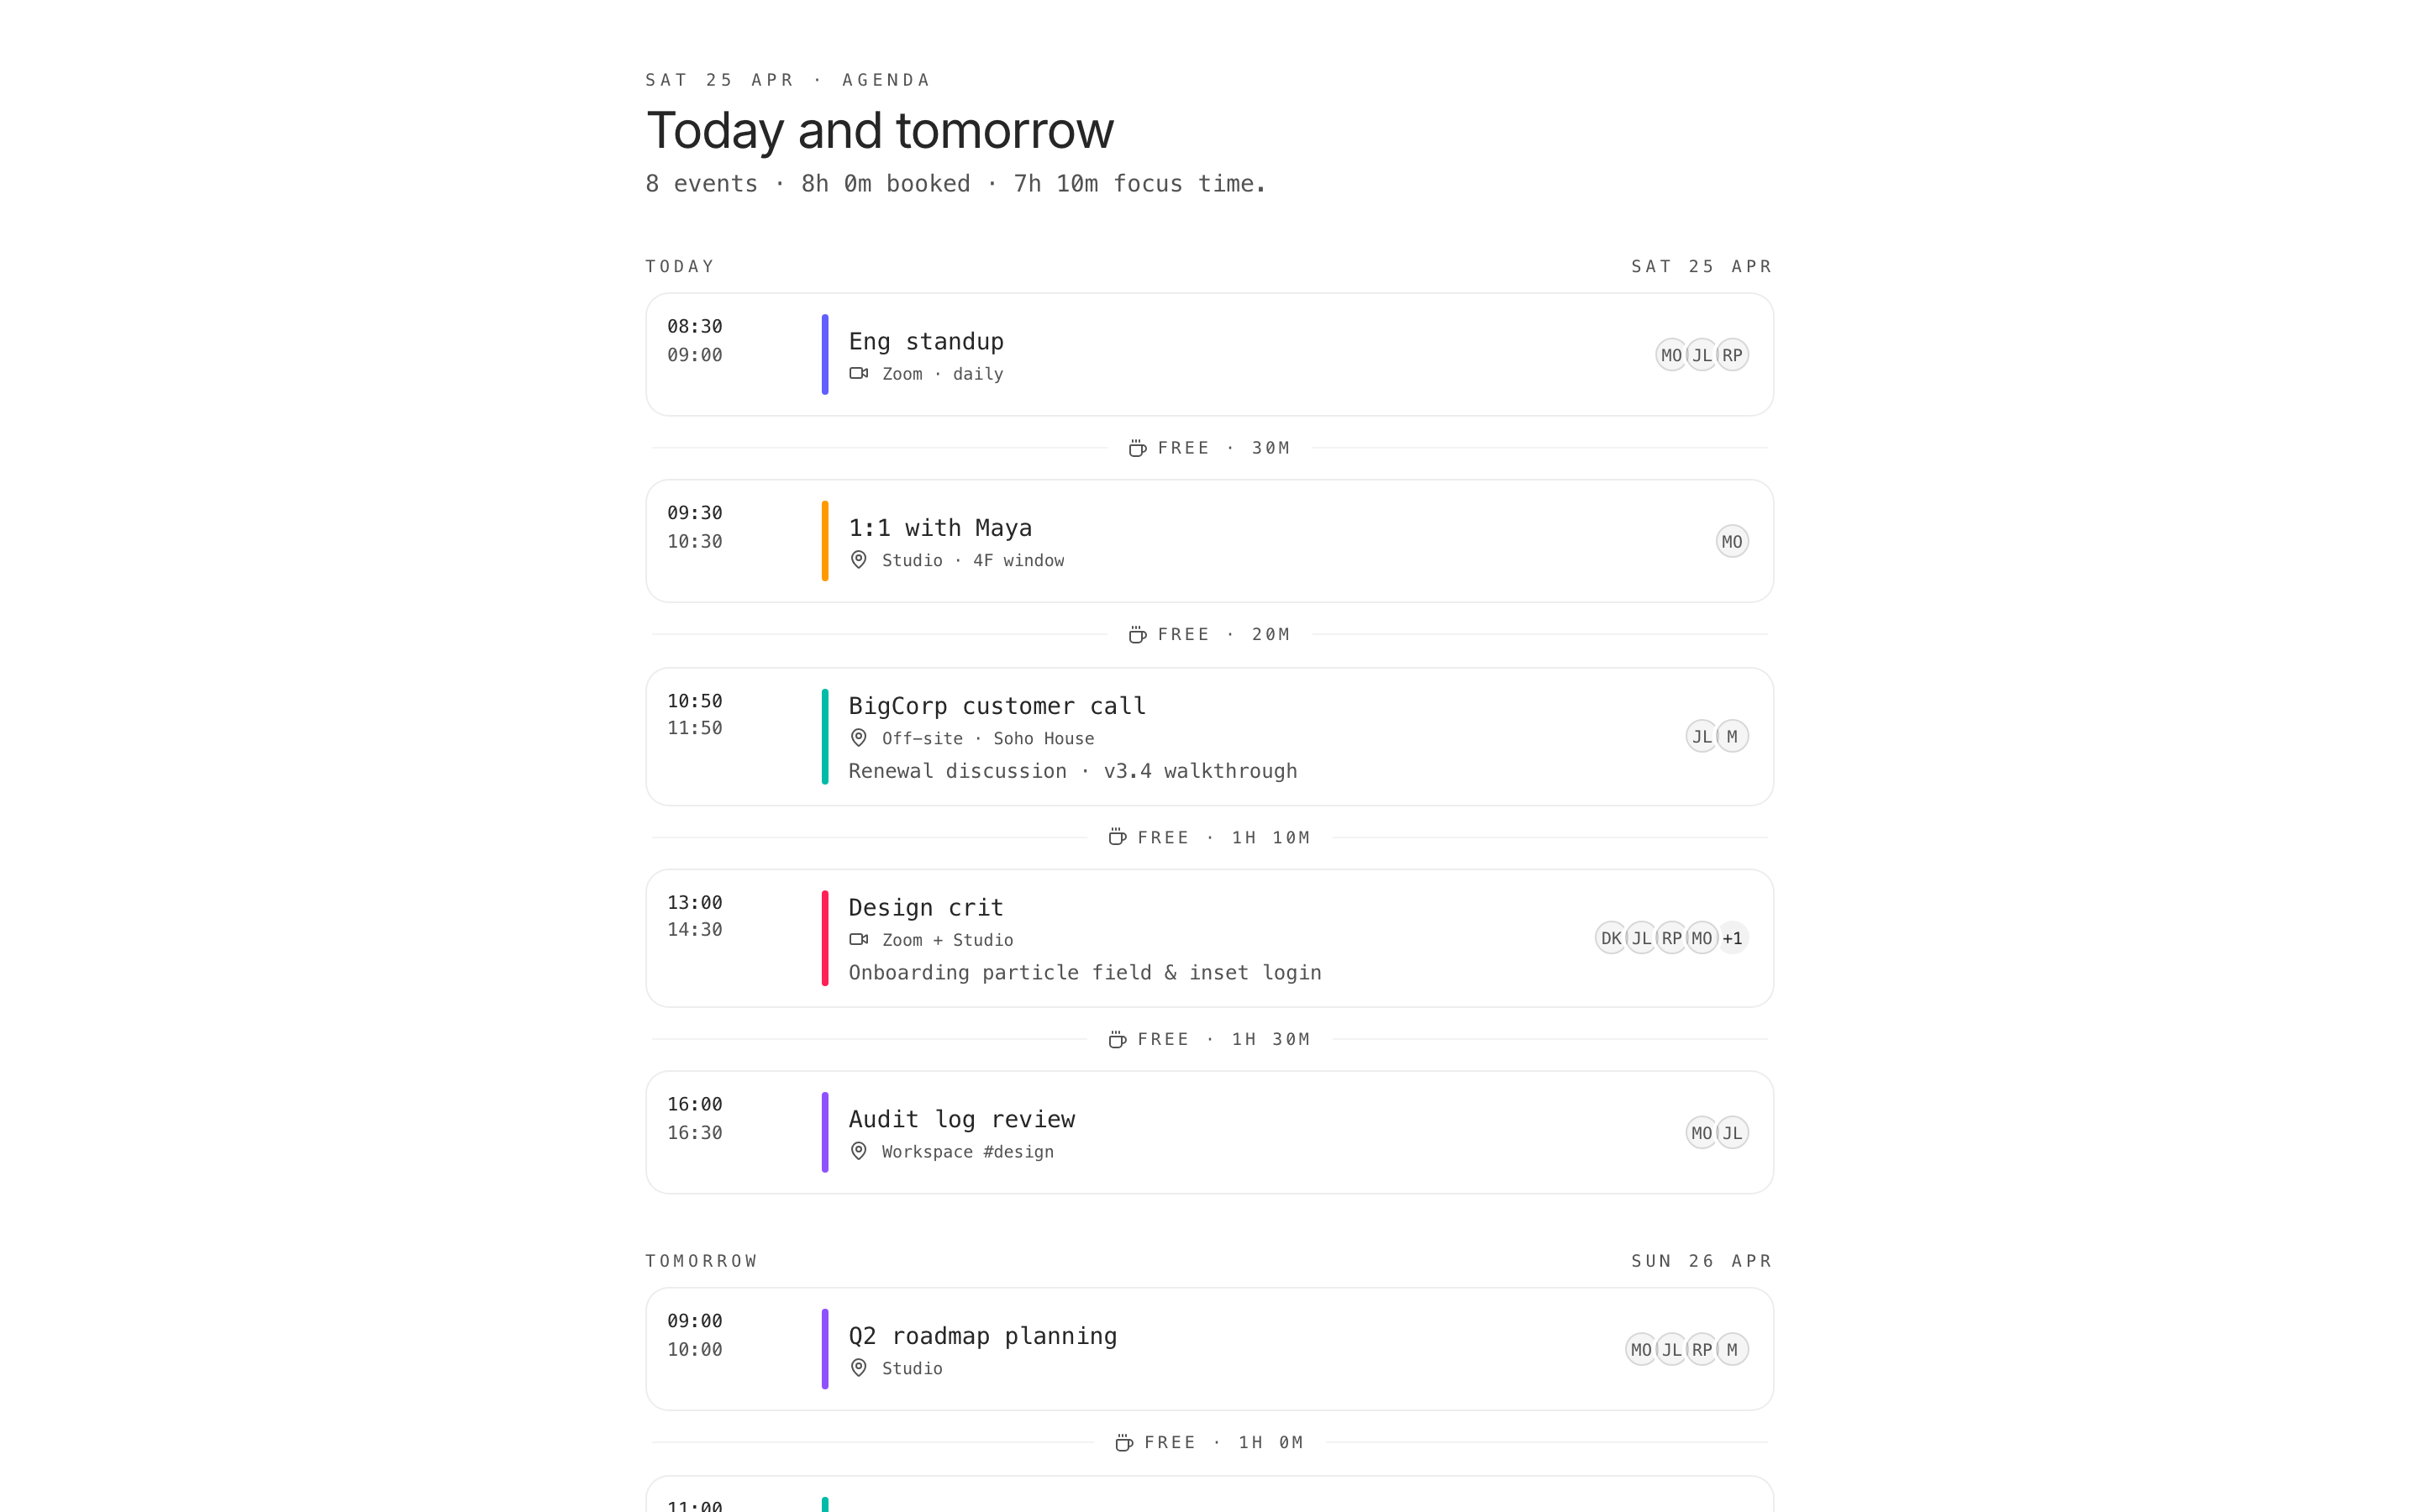 SAT 25 APR · AGENDA
Today and tomorrow
8 events · 8h 0m booked · 7h 10m focus time.
TODAY SAT 25 APR
08:30
09:00
Eng standup
Zoom · daily
MO JL RP
FREE · 30M
09:30
10:30
1:1 with Maya
Studio · 4F window
MO
FREE · 20M
10:50
11:50
BigCorp customer call
Off-site · Soho House
Renewal discussion · v3.4 walkthrough
JL M
FREE · 1H 10M
13:00
14:30
Design crit
Zoom + Studio
Onboarding particle field & inset login
DK JL RP MO +1
FREE · 1H 30M
16:00
16:30
Audit log review
Workspace #design
MO JL
TOMORROW SUN 26 APR
09:00
10:00
Q2 roadmap planning
Studio
MO JL RP M
FREE · 1H 0M
11:00